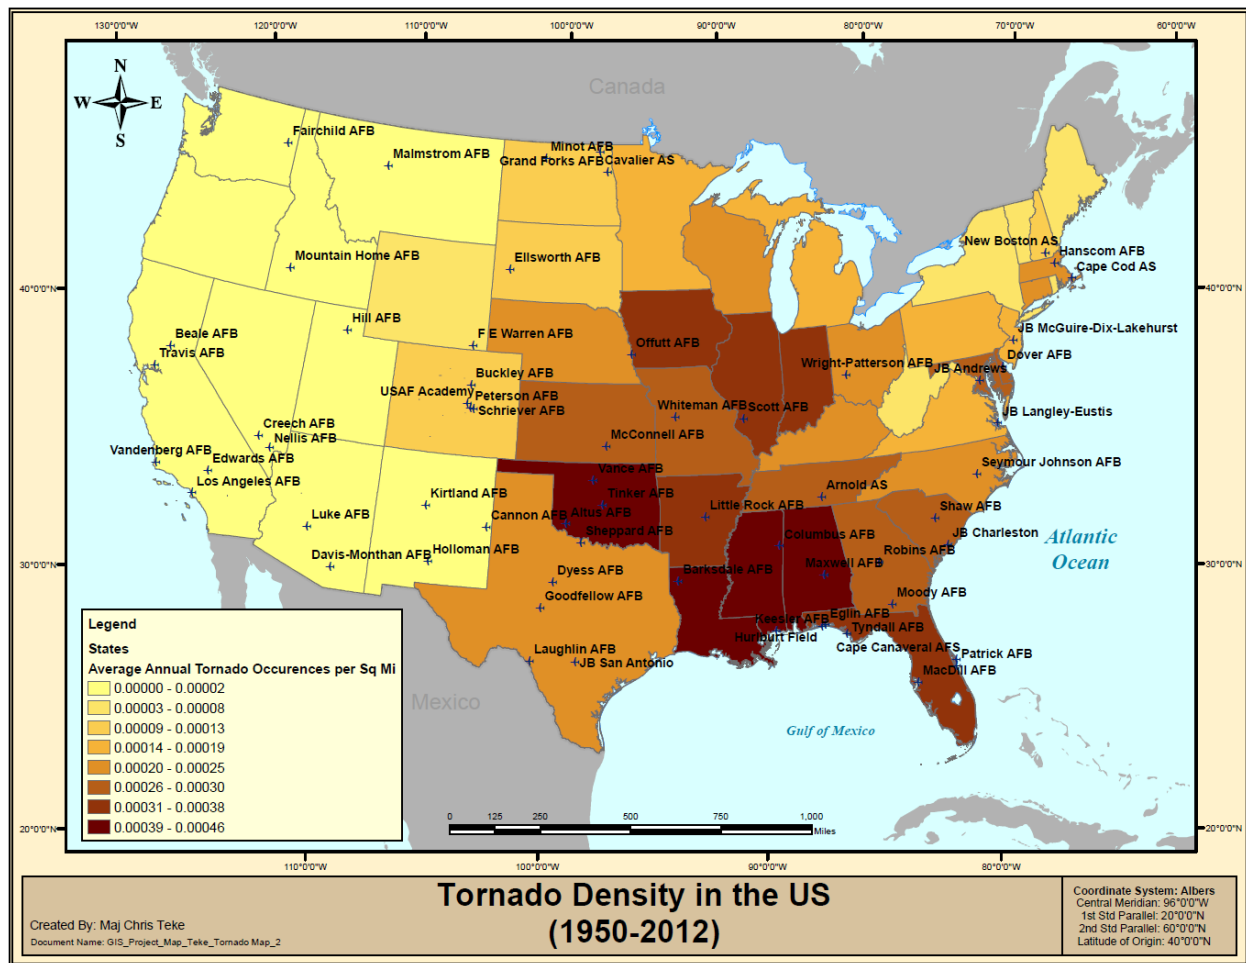 130°0'0"W 120°0'0"W 110°0'0"W 100°0'0"W 90°0'0"W 80°0'0"W 70°0'0"W 60°0'0"W
N
W E
S
Canada
Fairchild AFB
Malmstrom AFB
Minot AFB
Grand Forks AFB
Cavalier AS
New Boston AS
Hanscom AFB
Cape Cod AS
Mountain Home AFB
Ellsworth AFB
40°0'0"N 40°0'0"N
Hill AFB
Beale AFB
Travis AFB
F E Warren AFB
Offutt AFB
JB McGuire-Dix-Lakehurst
Dover AFB
Wright-Patterson AFB
JB Andrews
Buckley AFB
USAF Academy
Peterson AFB
Schriever AFB
Whiteman AFB
Scott AFB
JB Langley-Eustis
Creech AFB
Nellis AFB
McConnell AFB
Vandenberg AFB
Edwards AFB
Los Angeles AFB
Vance AFB
Seymour Johnson AFB
Kirtland AFB
Tinker AFB
Arnold AS
Luke AFB
Cannon AFB
Altus AFB
Little Rock AFB
Shaw AFB
Sheppard AFB
Columbus AFB
JB Charleston
Atlantic
Ocean
Davis-Monthan AFB
Holloman AFB
Robins AFB
30°0'0"N 30°0'0"N
Dyess AFB
Barksdale AFB
Maxwell AFB
Goodfellow AFB
Moody AFB
Keesler AFB
Eglin AFB
Hurlburt Field
Tyndall AFB
Laughlin AFB
JB San Antonio
Cape Canaveral AFS
Patrick AFB
MacDill AFB
Mexico
Gulf of Mexico
Legend
States
Average Annual Tornado Occurences per Sq Mi
0.00000 - 0.00002
0.00003 - 0.00008
0.00009 - 0.00013
0.00014 - 0.00019
0.00020 - 0.00025
0.00026 - 0.00030
0.00031 - 0.00038
0.00039 - 0.00046
0 125 250 500 750 1,000
Miles
20°0'0"N 20°0'0"N
110°0'0"W 100°0'0"W 90°0'0"W 80°0'0"W
Tornado Density in the US
(1950-2012)
Created By: Maj Chris Teke
Document Name: GIS_Project_Map_Teke_Tornado Map_2
Coordinate System: Albers
Central Meridian: 96°0'0"W
1st Std Parallel: 20°0'0"N
2nd Std Parallel: 60°0'0"N
Latitude of Origin: 40°0'0"N